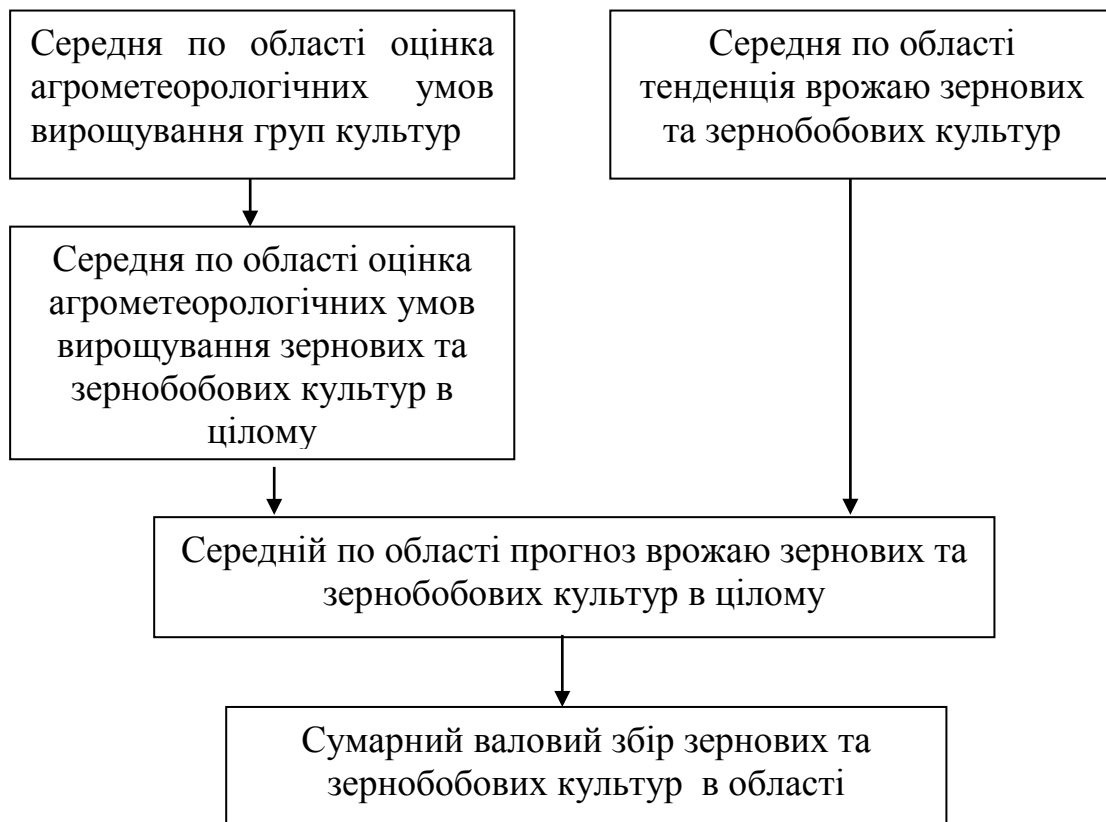 Середня по області оцінка
агрометеорологічних умов
вирощування груп культур
Середня по області
тенденція врожаю зернових
та зернобобових культур
Середня по області оцінка
агрометеорологічних умов
вирощування зернових та
зернобобових культур в
цілому
Середній по області прогноз врожаю зернових та
зернобобових культур в цілому
Сумарний валовий збір зернових та
зернобобових культур в області